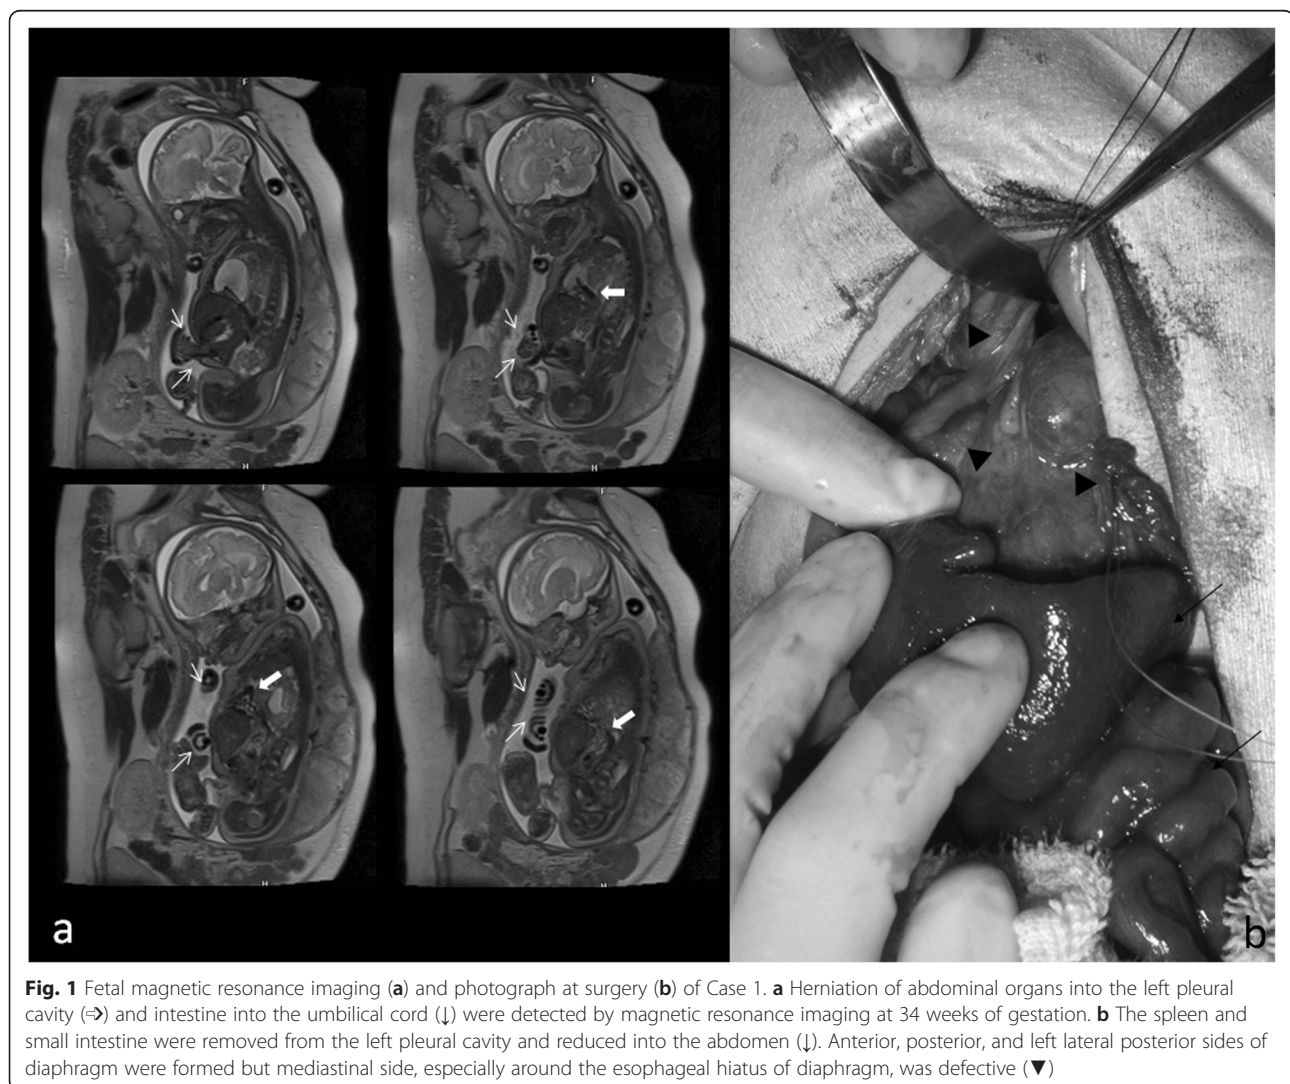 F
F
H
H
F
F
H
H
a
b
Fig. 1 Fetal magnetic resonance imaging (a) and photograph at surgery (b) of Case 1. a Herniation of abdominal organs into the left pleural
cavity (⇒) and intestine into the umbilical cord (↓) were detected by magnetic resonance imaging at 34 weeks of gestation. b The spleen and
small intestine were removed from the left pleural cavity and reduced into the abdomen (↓). Anterior, posterior, and left lateral posterior sides of
diaphragm were formed but mediastinal side, especially around the esophageal hiatus of diaphragm, was defective (▼)